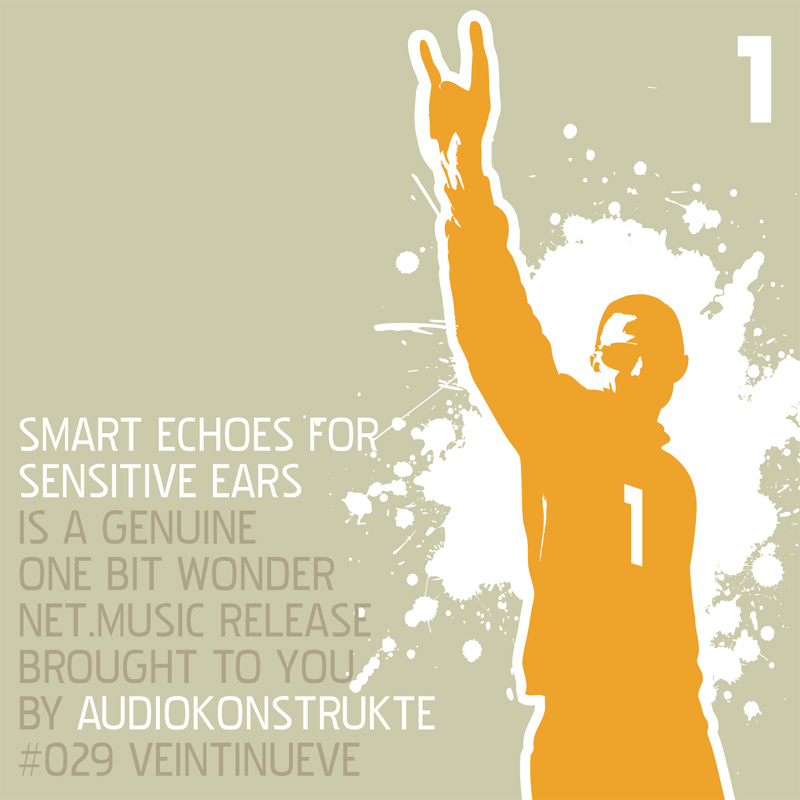 1
SMART ECHOES FOR
SENSITIVE EARS
IS A GENUINE
ONE BIT WONDER
NET.MUSIC RELEASE
BROUGHT TO YOU
BY AUDIOKONSTRUKTE
#029 VEINTINUEVE
1